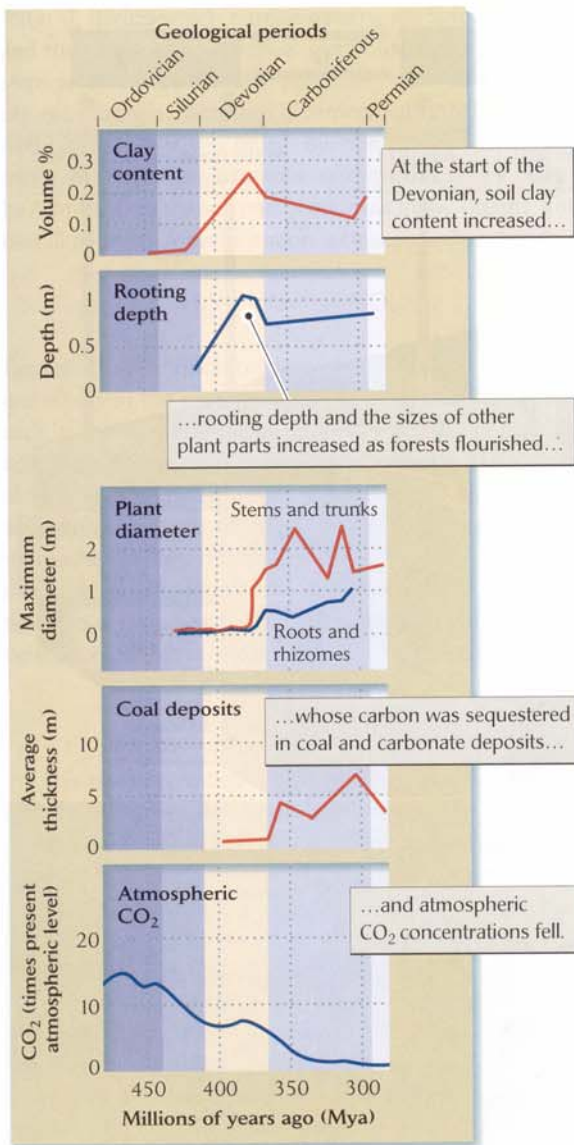 Geological periods
Ordovician
Silurian
Devonian
Carboniferous
Permian
Clay
content
Volume %
0.3
0.2
0.1
0
At the start of the
Devonian, soil clay
content increased…
Rooting
depth
Depth (m)
1
0.5
0
…rooting depth and the sizes of other
plant parts increased as forests flourished…
Plant
diameter
Stems and trunks
Maximum
diameter (m)
2
1
0
Roots and
rhizomes
Coal deposits
…whose carbon was sequestered
in coal and carbonate deposits…
Average
thickness (m)
10
5
0
Atmospheric
CO₂
…and atmospheric
CO₂ concentrations fell.
CO₂ (times present
atmospheric level)
20
10
0
450 400 350 300
Millions of years ago (Mya)